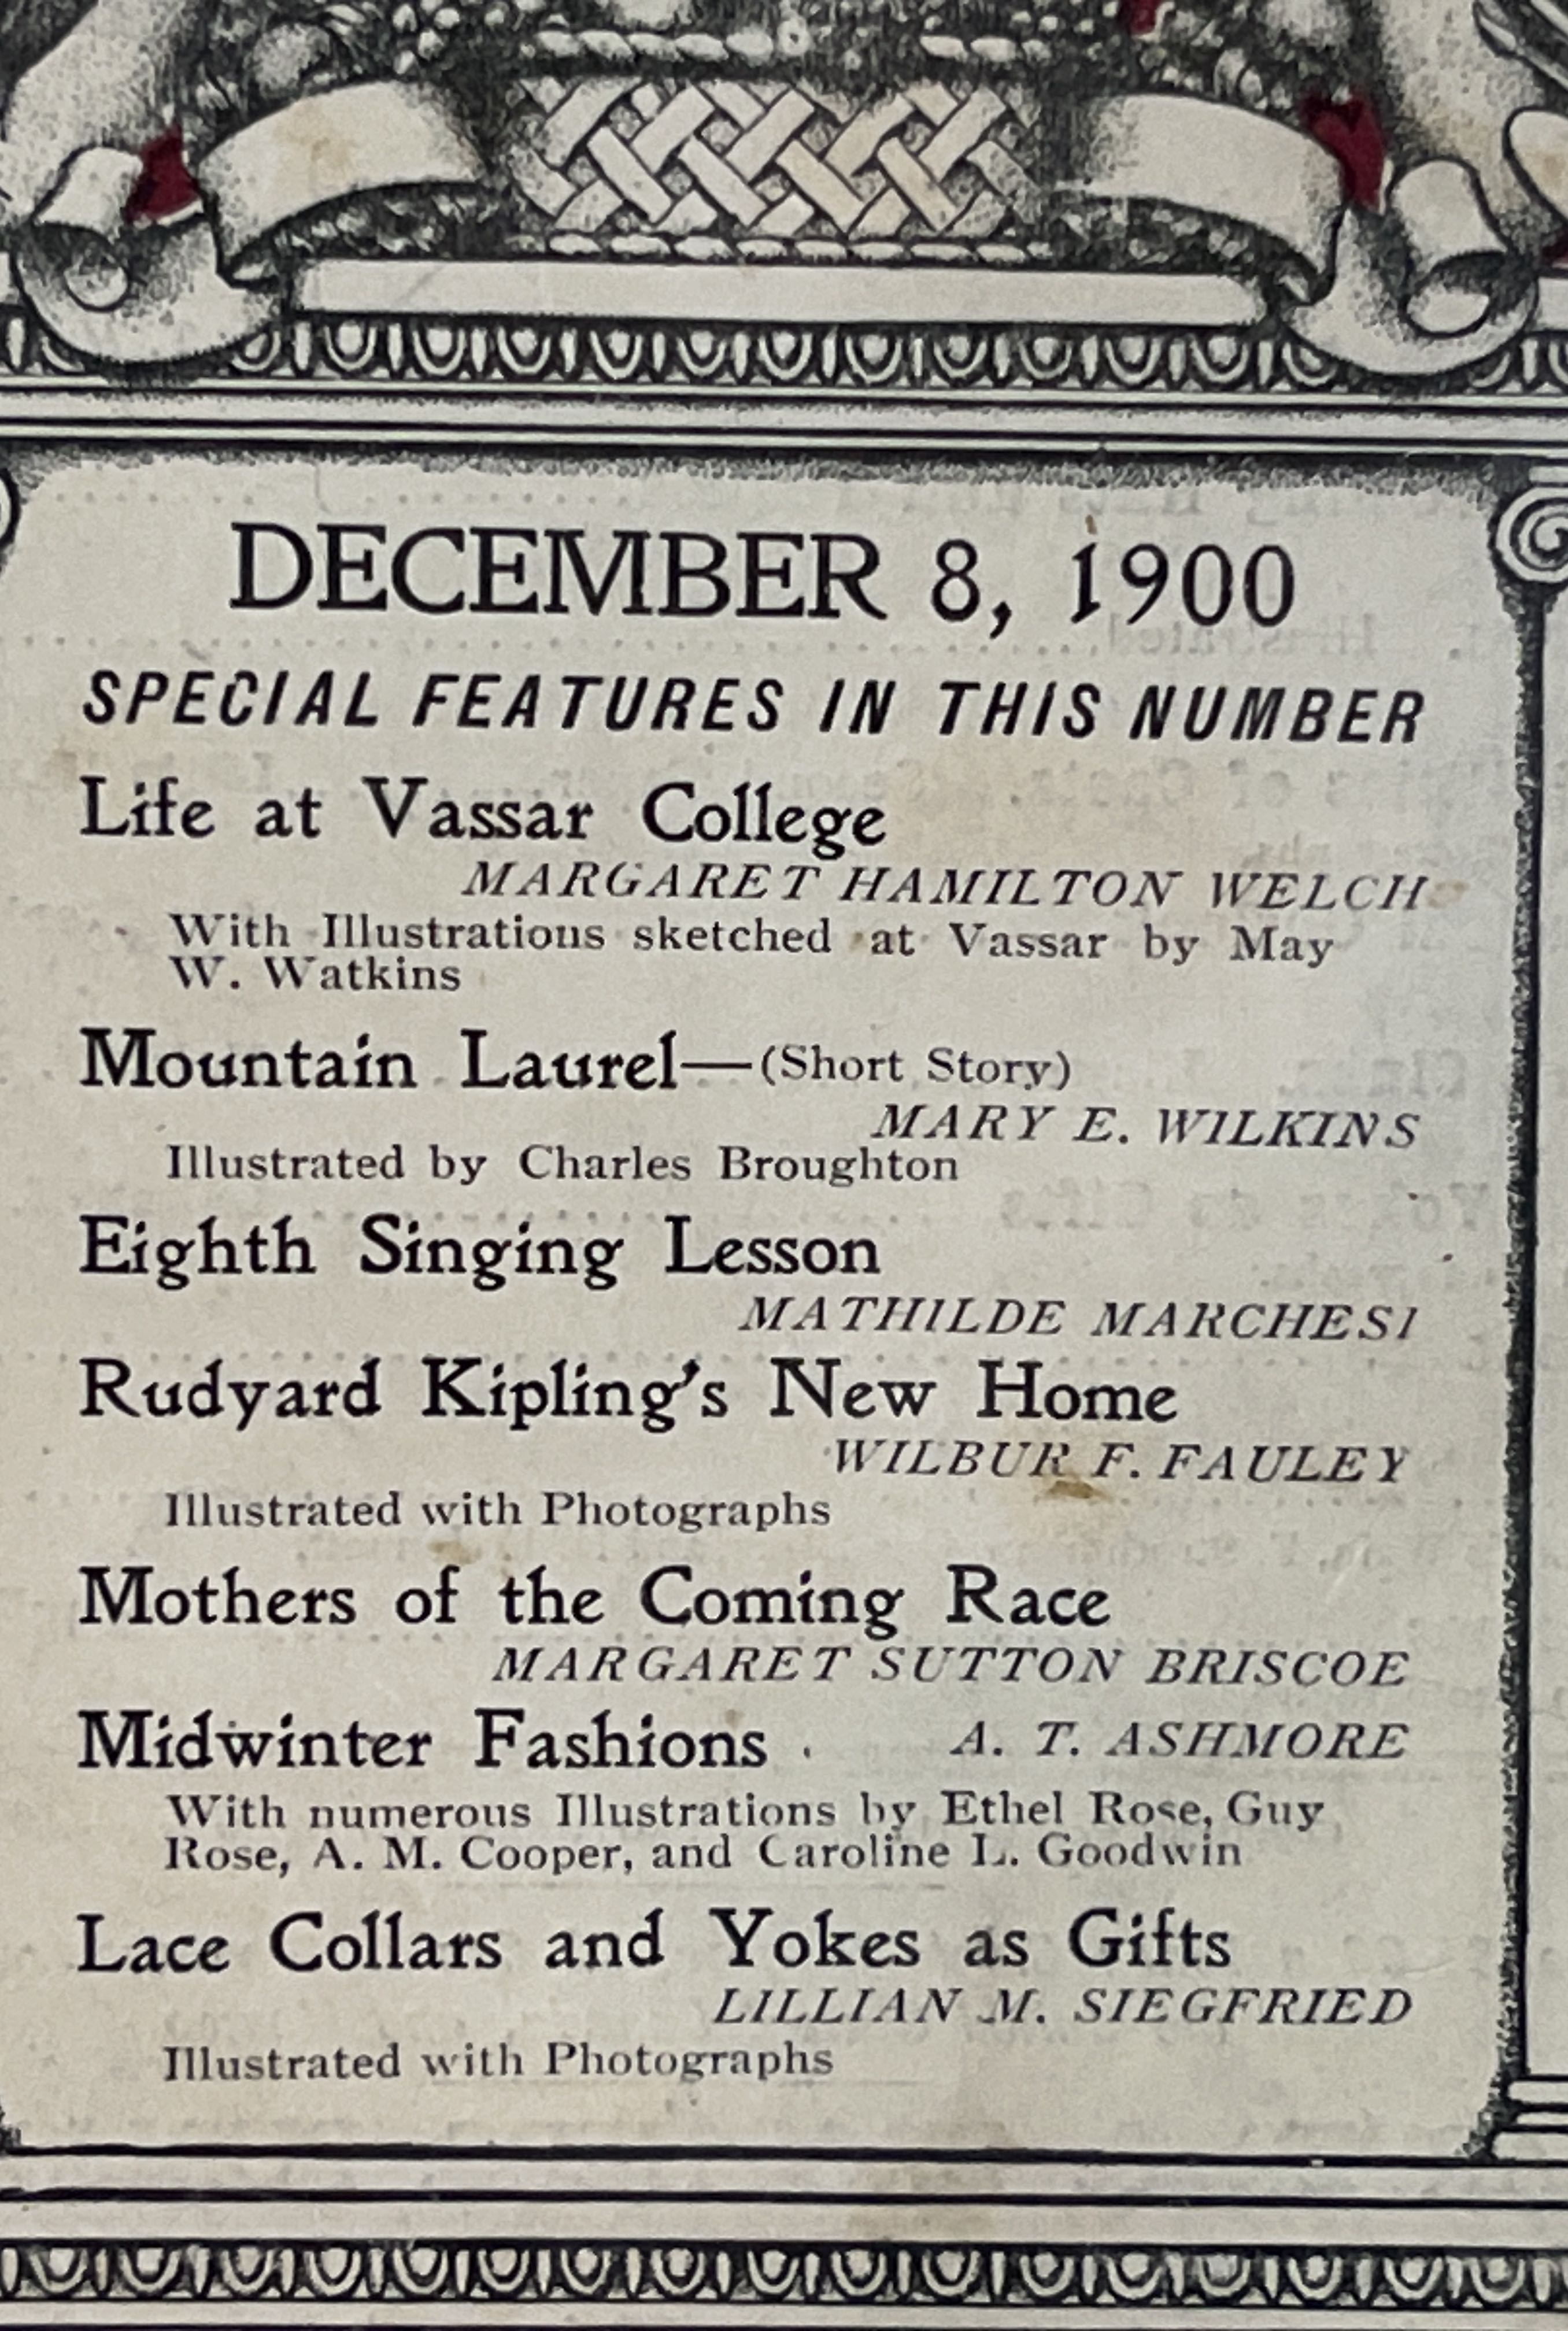 DECEMBER 8, 1900
SPECIAL FEATURES IN THIS NUMBER
Life at Vassar College
MARGARET HAMILTON WELCH
With Illustrations sketched at Vassar by May
W. Watkins
Mountain Laurel—(Short Story)
MARY E. WILKINS
Illustrated by Charles Broughton
Eighth Singing Lesson
MATHILDE MARCHESI
Rudyard Kipling's New Home
WILBUR F. FAULEY
Illustrated with Photographs
Mothers of the Coming Race
MARGARET SUTTON BRISCOE
Midwinter Fashions A. T. ASHMORE
With numerous Illustrations by Ethel Rose, Guy
Rose, A. M. Cooper, and Caroline L. Goodwin
Lace Collars and Yokes as Gifts
LILLIAN M. SIEGFRIED
Illustrated with Photographs